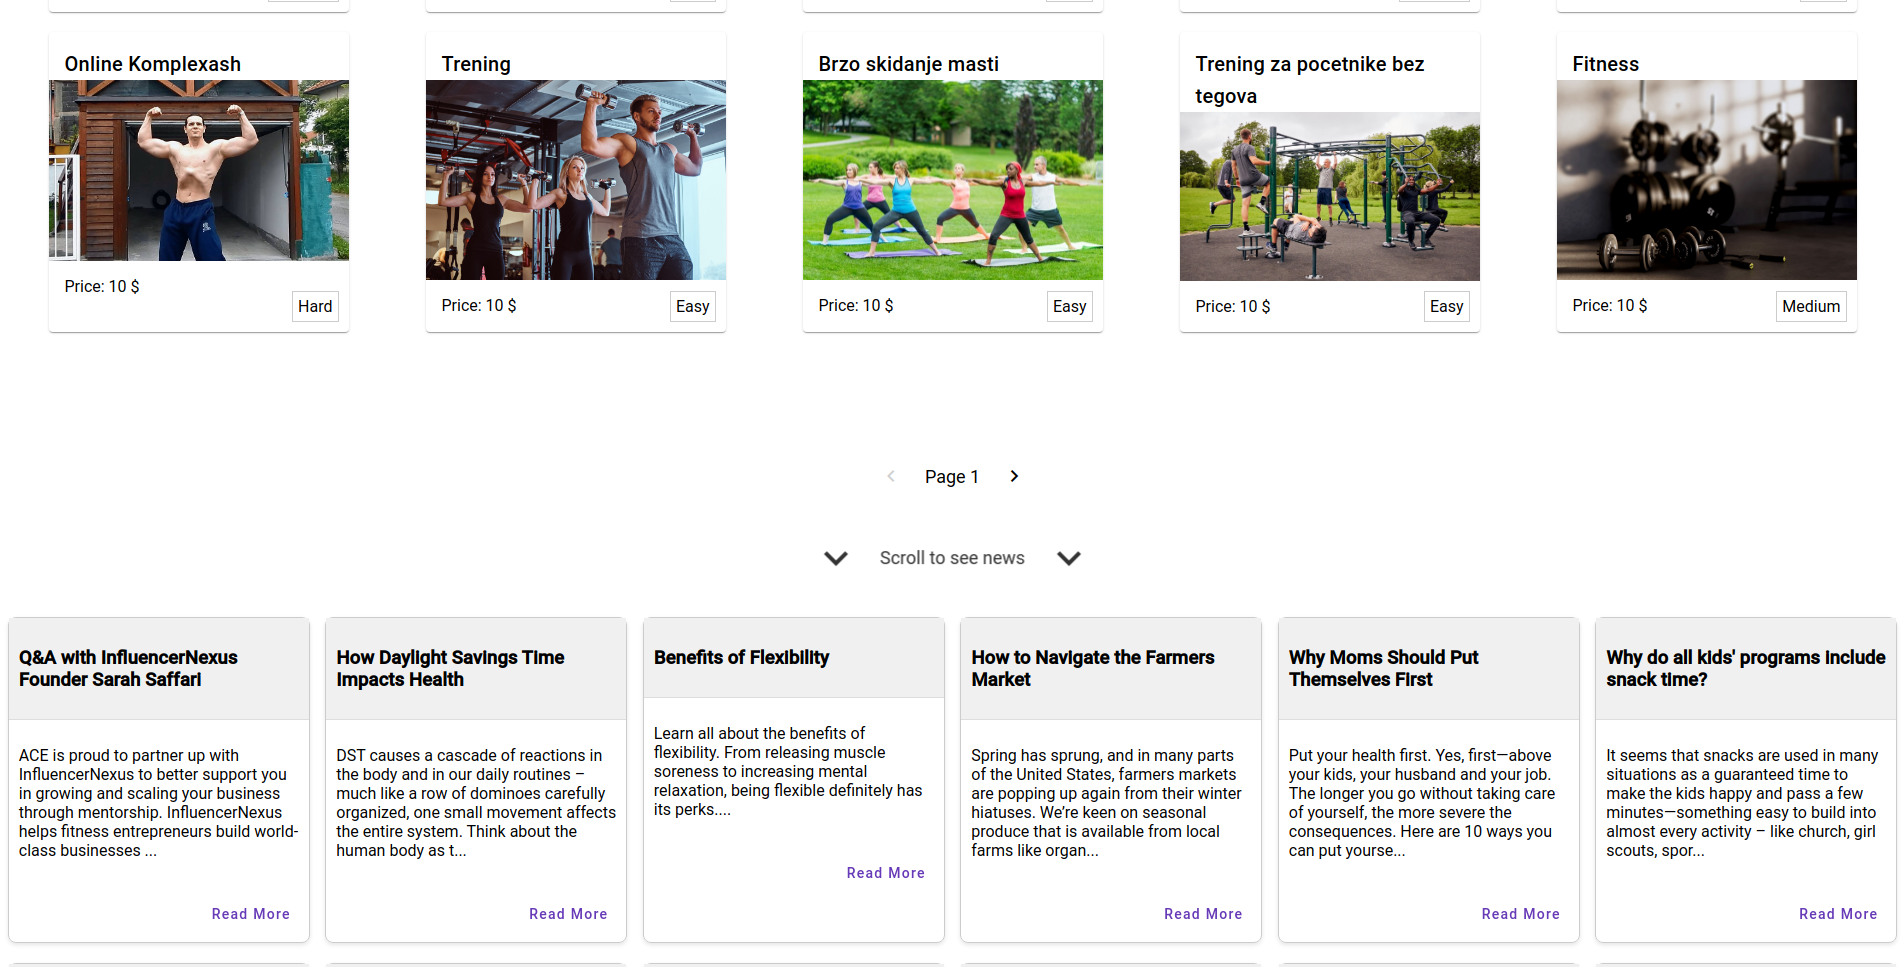 Online Komplexash
Price: 10 $
Hard
Trening
Price: 10 $
Easy
Brzo skidanje masti
Price: 10 $
Easy
Trening za pocetnike bez
tegova
Price: 10 $
Easy
Fitness
Price: 10 $
Medium
Page 1
Scroll to see news
Q&A with InfluencerNexus
Founder Sarah Saffari
ACE is proud to partner up with
InfluencerNexus to better support you
in growing and scaling your business
through mentorship. InfluencerNexus
helps fitness entrepreneurs build world-
class businesses ...
Read More
How Daylight Savings Time
Impacts Health
DST causes a cascade of reactions in
the body and in our daily routines –
much like a row of dominoes carefully
organized, one small movement affects
the entire system. Think about the
human body as t...
Read More
Benefits of Flexibility
Learn all about the benefits of
flexibility. From releasing muscle
soreness to increasing mental
relaxation, being flexible definitely has
its perks....
Read More
How to Navigate the Farmers
Market
Spring has sprung, and in many parts
of the United States, farmers markets
are popping up again from their winter
hiatuses. We’re keen on seasonal
produce that is available from local
farms like organ...
Read More
Why Moms Should Put
Themselves First
Put your health first. Yes, first—above
your kids, your husband and your job.
The longer you go without taking care
of yourself, the more severe the
consequences. Here are 10 ways you
can put yourse...
Read More
Why do all kids' programs include
snack time?
It seems that snacks are used in many
situations as a guaranteed time to
make the kids happy and pass a few
minutes—something easy to build into
almost every activity – like church, girl
scouts, spor...
Read More